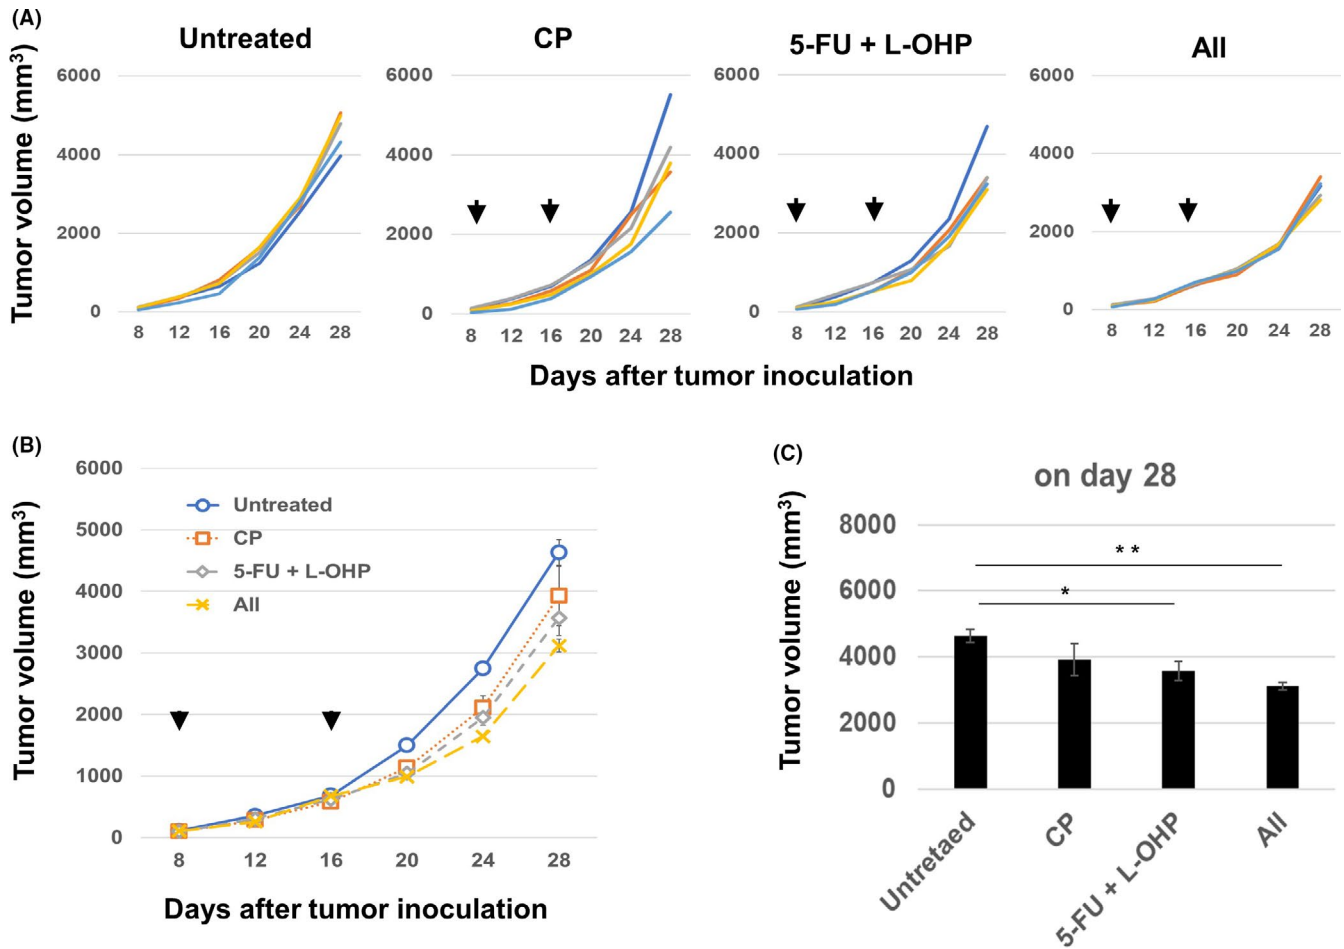 (A)
Untreated
CP
5-FU + L-OHP
All
Tumor volume (mm³)
6000
4000
2000
0
8 12 16 20 24 28
6000
4000
2000
0
8 12 16 20 24 28
6000
4000
2000
0
8 12 16 20 24 28
6000
4000
2000
0
8 12 16 20 24 28
Days after tumor inoculation
(B)
Tumor volume (mm³)
6000
5000
4000
3000
2000
1000
0
Untreated
CP
5-FU + L-OHP
All
8 12 16 20 24 28
Days after tumor inoculation
(C)
on day 28
Tumor volume (mm³)
8000
6000
4000
2000
0
* *
*
Untretaed
CP
5-FU + L-OHP
All